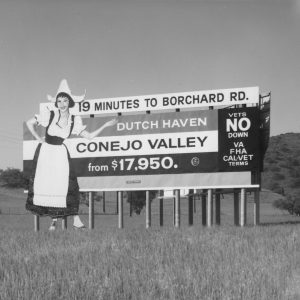 19 MINUTES TO BORCHARD RD.
DUTCH HAVEN
CONEJO VALLEY
from $17,950.
VETS
NO
DOWN
VA
FHA
CALVET
TERMS